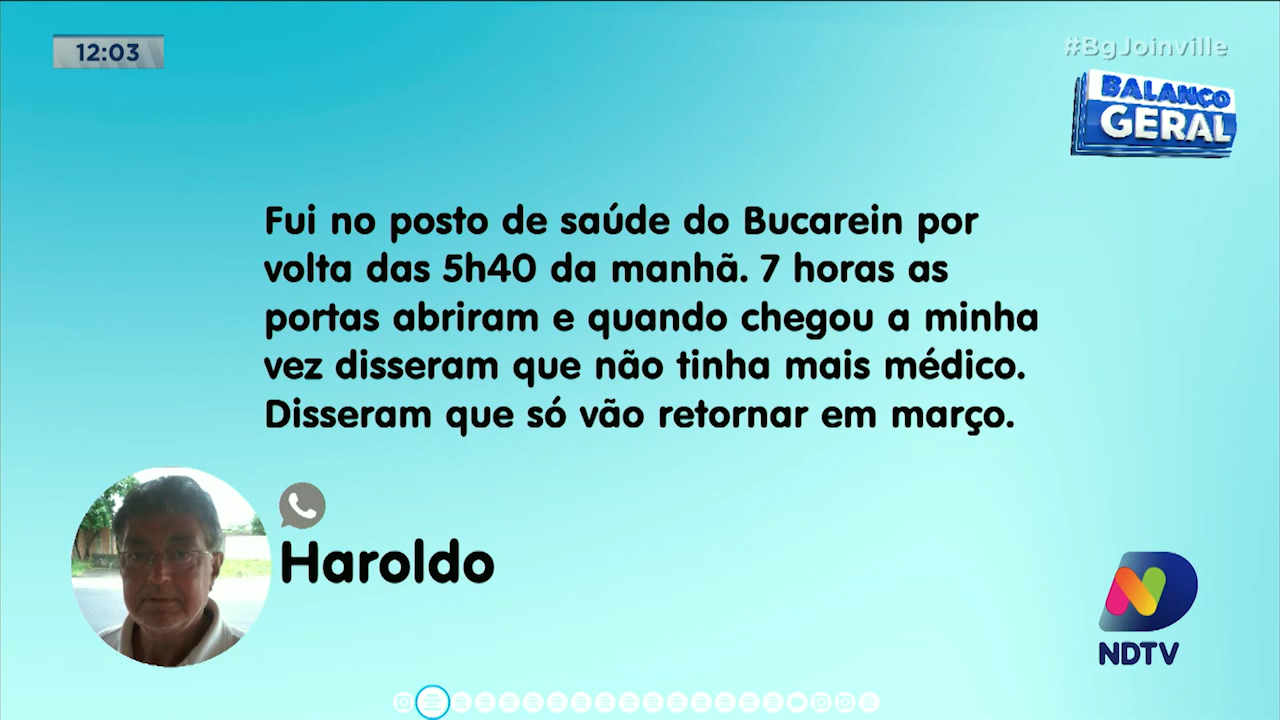 12:03
#BgJoinville
BALANÇO
GERAL
Fui no posto de saúde do Bucarein por
volta das 5h40 da manhã. 7 horas as
portas abriram e quando chegou a minha
vez disseram que não tinha mais médico.
Disseram que só vão retornar em março.
Haroldo
N
NDTV